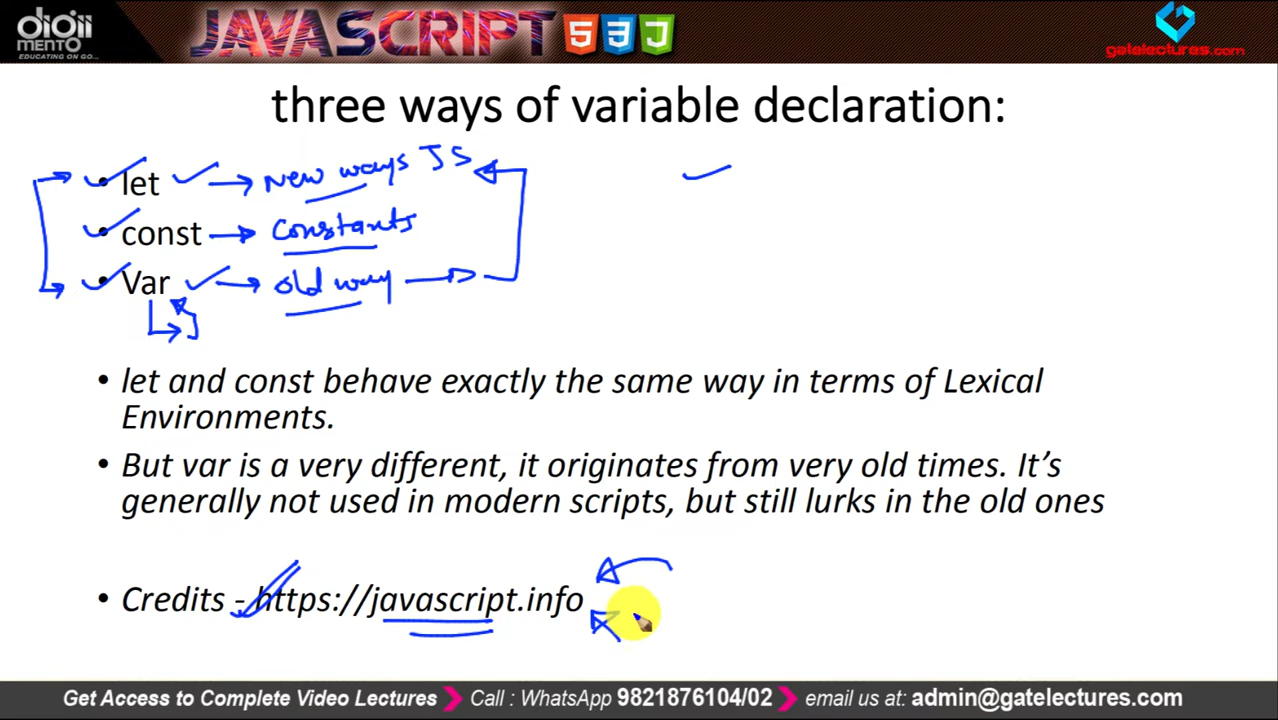 didii
MENTO
EDUCATING ON GO...
JAVASCRIPT
gatelectures.com
three ways of variable declaration:
• let → New ways JS
• const → Constants
• Var → old way
• let and const behave exactly the same way in terms of Lexical
Environments.
• But var is a very different, it originates from very old times. It’s
generally not used in modern scripts, but still lurks in the old ones
• Credits - https://javascript.info
Get Access to Complete Video Lectures Call : WhatsApp 9821876104/02 email us at: admin@gatelectures.com